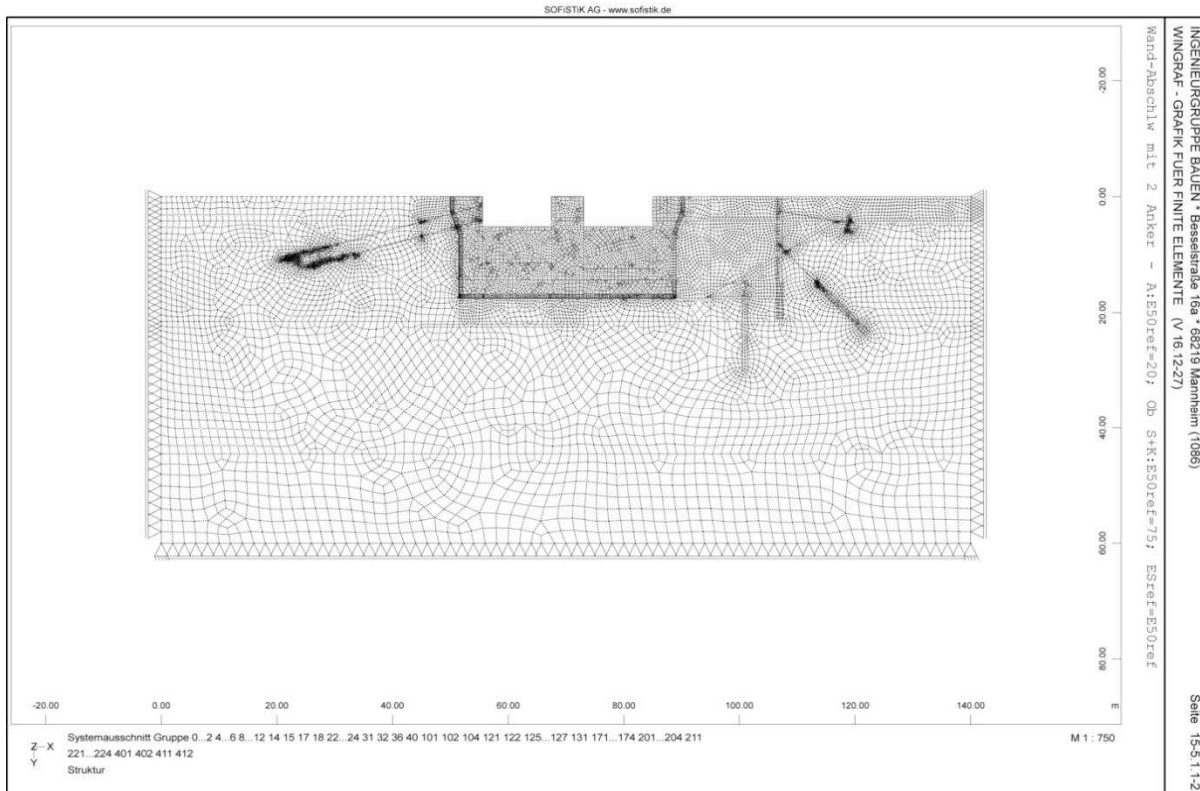 SOFiSTiK AG - www.sofistik.de
INGENIEURGRUPPE BAUEN * Besselstraße 16a * 68219 Mannheim (1086)
WINGRAF - GRAFIK FUER FINITE ELEMENTE (V 16.12-27)
Seite 15-5.1.1-2
Wand-Abschlw mit 2 Anker - A:E50ref=20; Ob S+K:E50ref=75; ESref=E50ref
-20.00
0.00
20.00
40.00
60.00
80.00
-20.00 0.00 20.00 40.00 60.00 80.00 100.00 120.00 140.00 m
Z X Systemausschnitt Gruppe 0...2 4...6 8...12 14 15 17 18 22...24 31 32 36 40 101 102 104 121 122 125...127 131 171...174 201...204 211 M 1 : 750
Y 221...224 401 402 411 412
Struktur